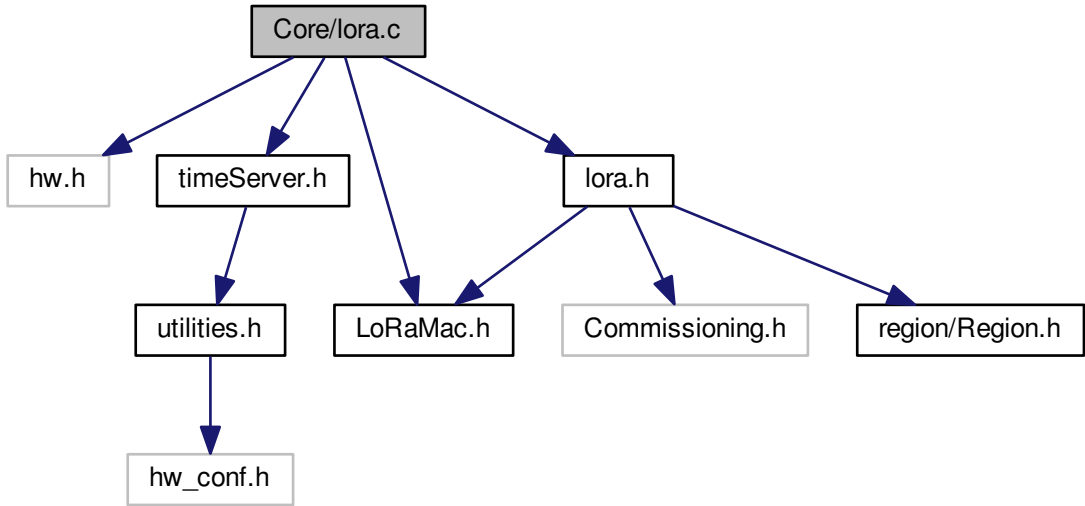 Core/lora.c
hw.h
timeServer.h
lora.h
utilities.h
LoRaMac.h
Commissioning.h
region/Region.h
hw_conf.h